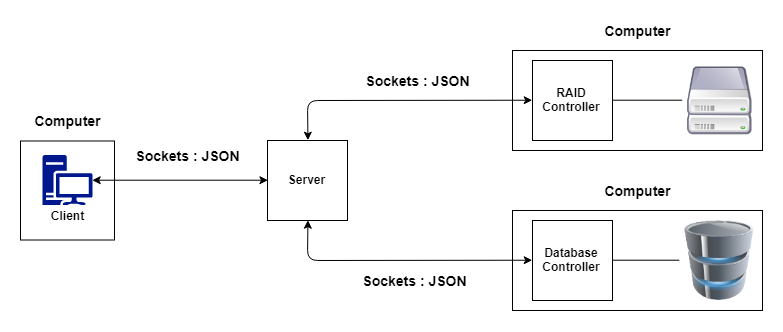 Computer
Sockets : JSON
RAID
Controller
Computer
Sockets : JSON
Client
Server
Computer
Database
Controller
Sockets : JSON